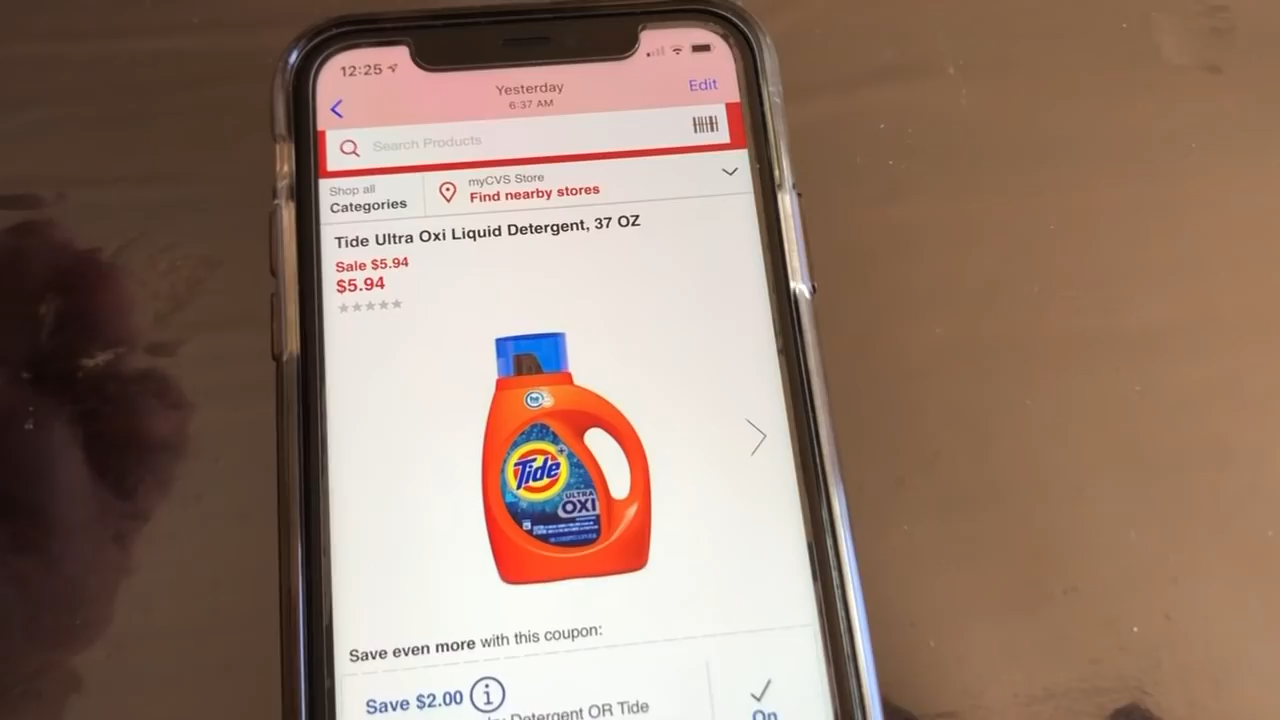 12:25
Yesterday
6:37 AM
Edit
Search Products
Shop all
Categories
myCVS Store
Find nearby stores
Tide Ultra Oxi Liquid Detergent, 37 OZ
Sale $5.94
$5.94
he
Tide+
ULTRA
OXI
Save even more with this coupon:
Save $2.00
Detergent OR Tide
On